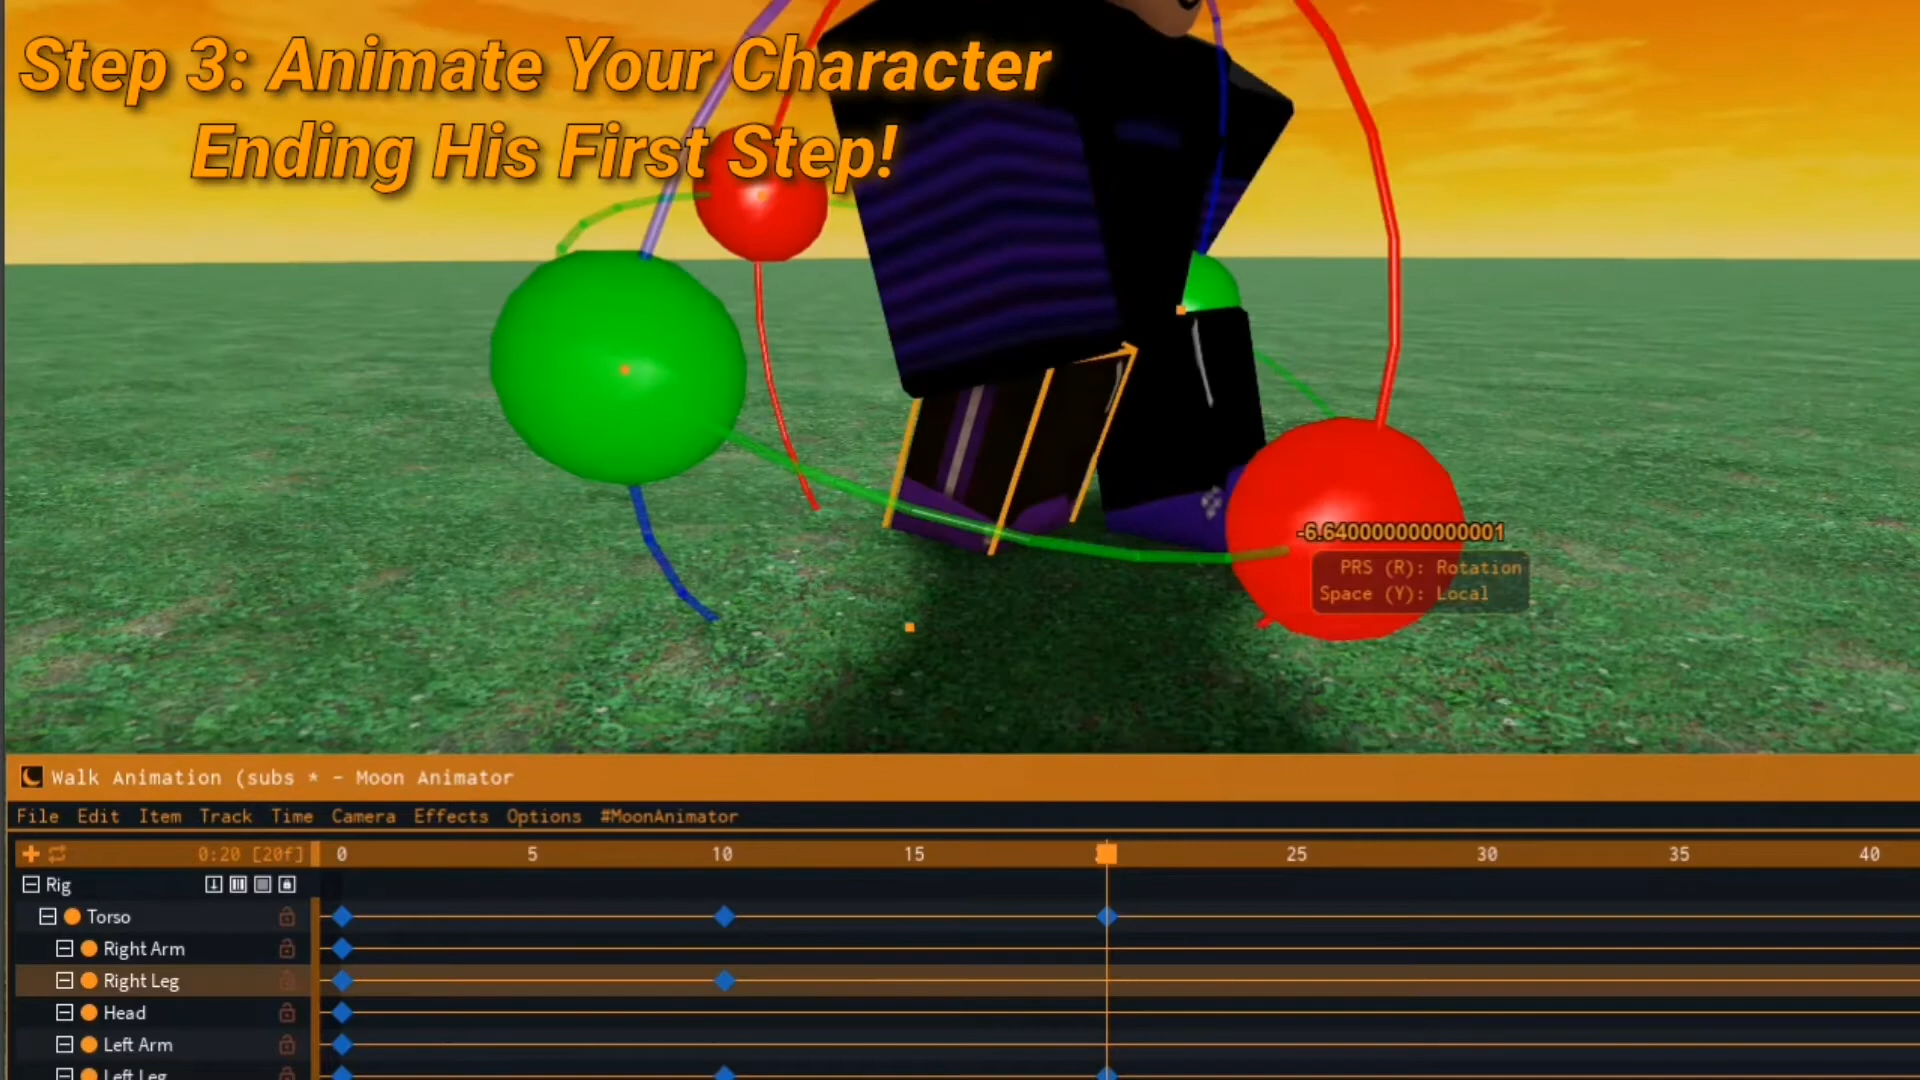 Step 3: Animate Your Character
Ending His First Step!
-6.640000000000001
PRS (R): Rotation
Space (Y): Local
Walk Animation (subs * - Moon Animator
File Edit Item Track Time Camera Effects Options #MoonAnimator
0:20 [20f] 0 5 10 15 25 30 35 40
Rig
Torso
Right Arm
Right Leg
Head
Left Arm
Left Leg